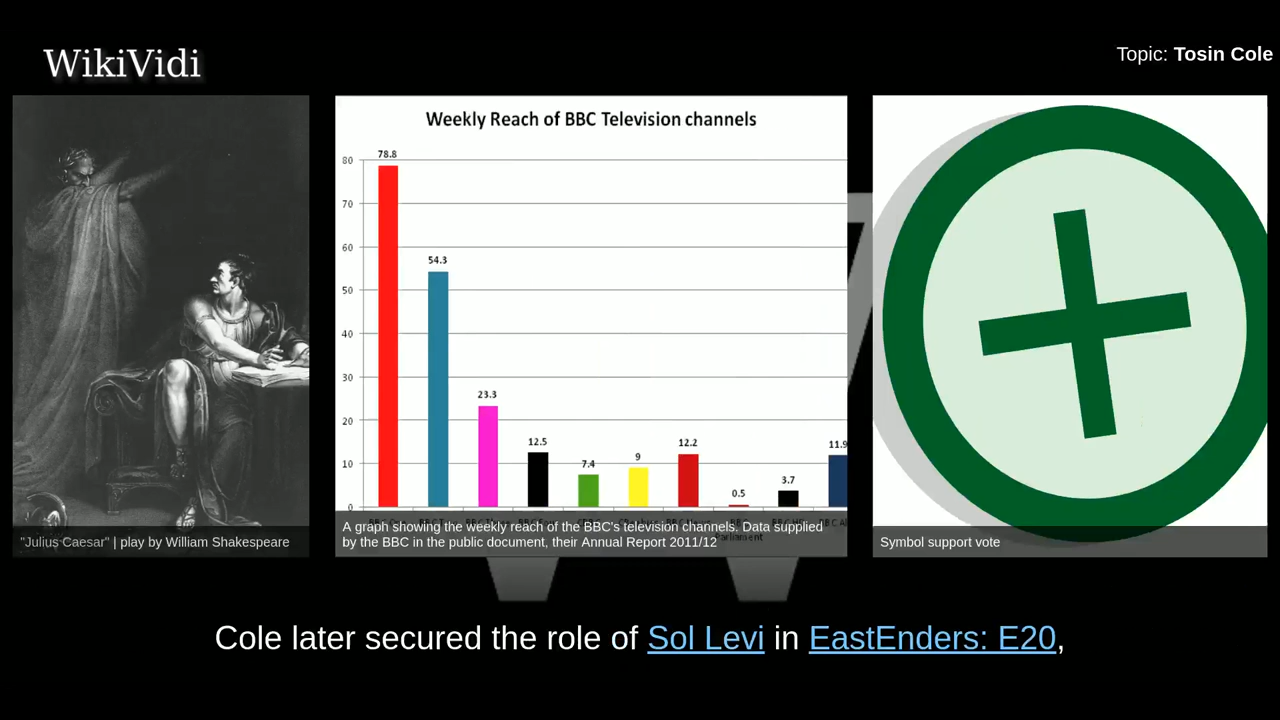 WikiVidi
Topic: Tosin Cole
Weekly Reach of BBC Television channels
80
70
60
50
40
30
20
10
0
78.8
54.3
23.3
12.5
7.4
9
12.2
0.5
3.7
11.9
Parliament
"Julius Caesar" | play by William Shakespeare
A graph showing the weekly reach of the BBC's television channels. Data supplied
by the BBC in the public document, their Annual Report 2011/12
Symbol support vote
Cole later secured the role of Sol Levi in EastEnders: E20,